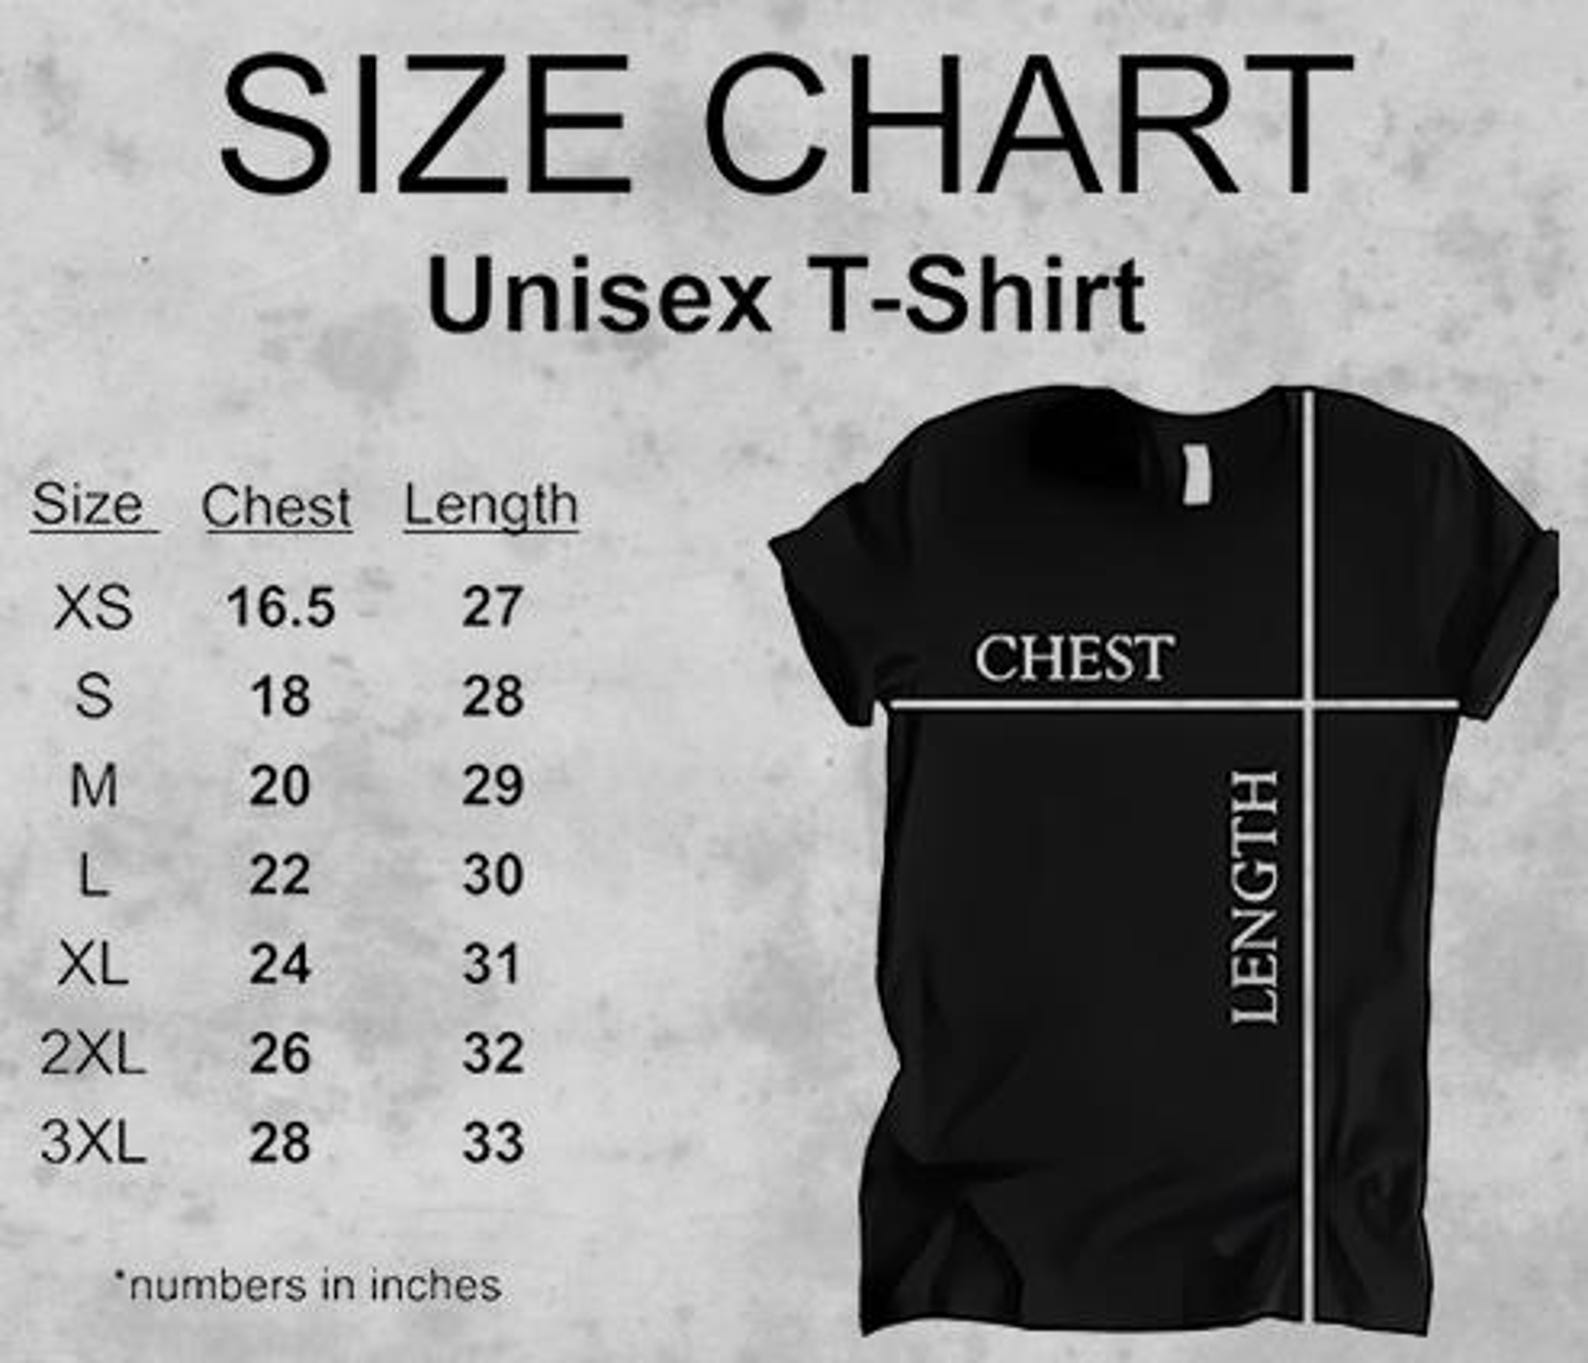 SIZE CHART
Unisex T-Shirt
Size Chest Length
XS 16.5 27
S 18 28
M 20 29
L 22 30
XL 24 31
2XL 26 32
3XL 28 33
*numbers in inches
CHEST
LENGTH